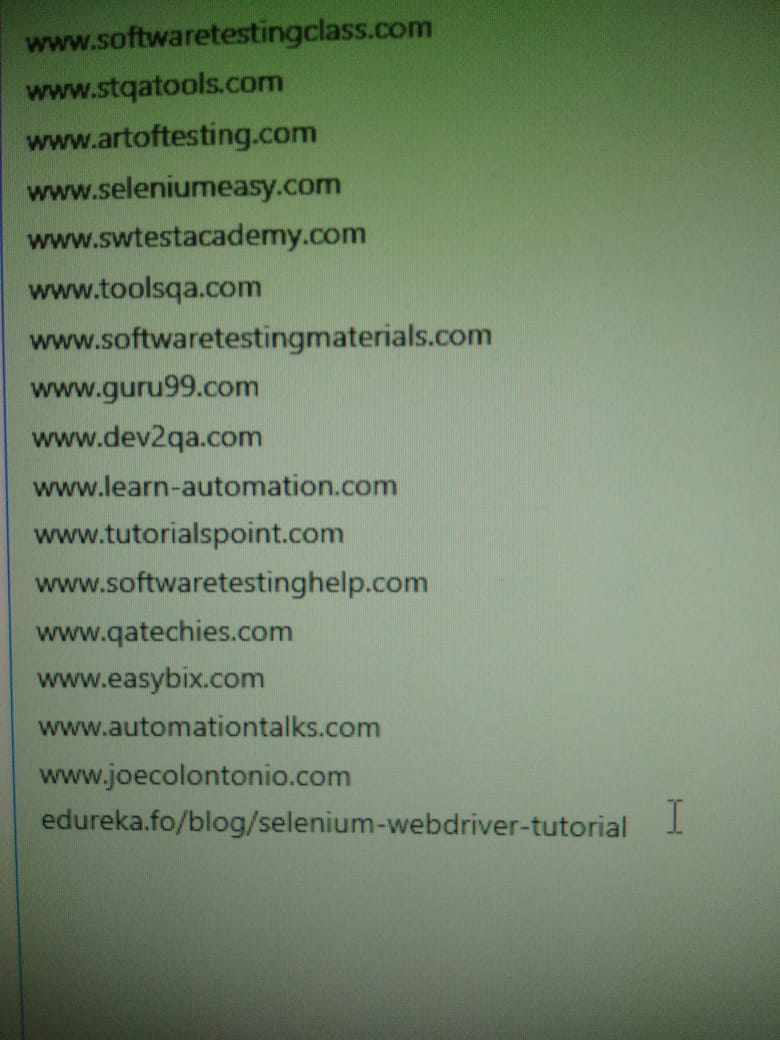 www.softwaretestingclass.com
www.stqatools.com
www.artoftesting.com
www.seleniumeasy.com
www.swtestacademy.com
www.toolsqa.com
www.softwaretestingmaterials.com
www.guru99.com
www.dev2qa.com
www.learn-automation.com
www.tutorialspoint.com
www.softwaretestinghelp.com
www.qatechies.com
www.easybix.com
www.automationtalks.com
www.joecolontonio.com
edureka.fo/blog/selenium-webdriver-tutorial